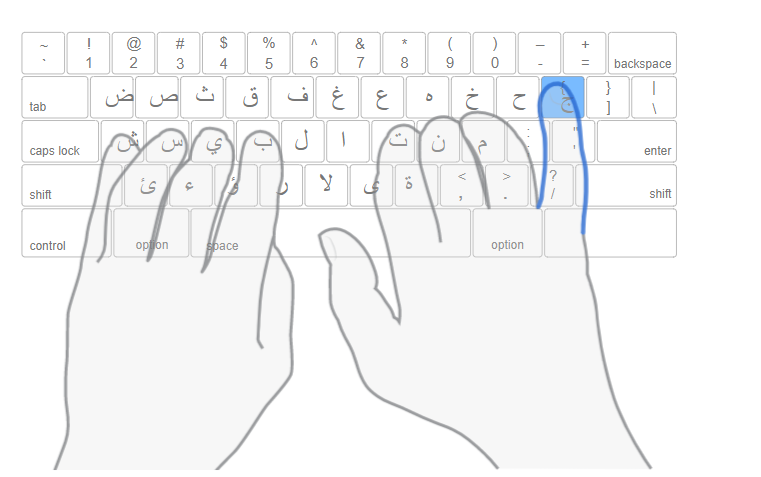 ~ ! @ # $ % ^ & * ( ) – +
` 1 2 3 4 5 6 7 8 9 0 - = backspace
{ } |
tab ض ص ث ق ف غ ع ه خ ح ج ] \
: "
caps lock ش س ي ب ل ا ت ن م ' enter
< > ?
shift ئ ء ؤ ر لا ى ة , . / shift
control option space option